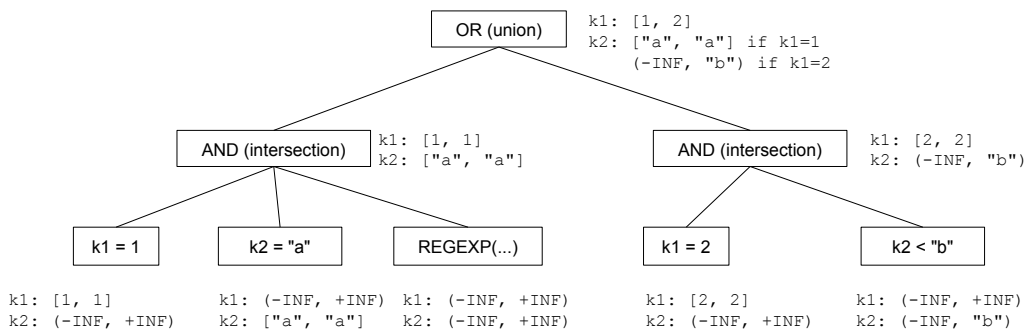 OR (union)
k1: [1, 2]
k2: ["a", "a"] if k1=1
(-INF, "b") if k1=2
AND (intersection)
k1: [1, 1]
k2: ["a", "a"]
AND (intersection)
k1: [2, 2]
k2: (-INF, "b")
k1 = 1
k2 = "a"
REGEXP(...)
k1 = 2
k2 < "b"
k1: [1, 1]
k2: (-INF, +INF)
k1: (-INF, +INF)
k2: ["a", "a"]
k1: (-INF, +INF)
k2: (-INF, +INF)
k1: [2, 2]
k2: (-INF, +INF)
k1: (-INF, +INF)
k2: (-INF, "b")